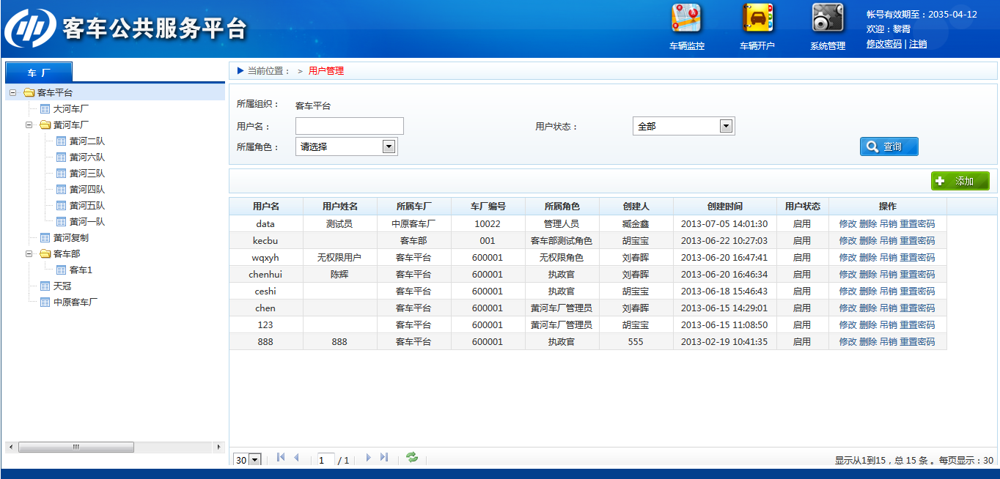 客车公共服务平台
车辆监控 车辆开户 系统管理
帐号有效期至：2035-04-12
欢迎：黎霄
修改密码 | 注销
车 厂
客车平台
大河车厂
黄河车厂
黄河二队
黄河六队
黄河三队
黄河四队
黄河五队
黄河一队
黄河复制
客车部
客车1
天冠
中原客车厂
当前位置： > 用户管理
所属组织： 客车平台
用户名： 用户状态： 全部
所属角色： 请选择 查询
添加
用户名 用户姓名 所属车厂 车厂编号 所属角色 创建人 创建时间 用户状态 操作
data 测试员 中原客车厂 10022 管理人员 臧金鑫 2013-07-05 14:01:30 启用 修改 删除 吊销 重置密码
kecbu 客车部 001 客车部测试角色 胡宝宝 2013-06-22 10:27:03 启用 修改 删除 吊销 重置密码
wqxyh 无权限用户 客车平台 600001 无权限角色 刘春晖 2013-06-20 16:47:41 启用 修改 删除 吊销 重置密码
chenhui 陈辉 客车平台 600001 执政官 刘春晖 2013-06-20 16:46:34 启用 修改 删除 吊销 重置密码
ceshi 客车平台 600001 执政官 胡宝宝 2013-06-18 15:46:43 启用 修改 删除 吊销 重置密码
chen 客车平台 600001 黄河车厂管理员 刘春晖 2013-06-15 14:29:01 启用 修改 删除 吊销 重置密码
123 客车平台 600001 黄河车厂管理员 胡宝宝 2013-06-15 11:08:50 启用 修改 删除 吊销 重置密码
888 888 客车平台 600001 执政官 555 2013-02-19 10:41:35 启用 修改 删除 吊销 重置密码
30 1 / 1 显示从1到15，总 15 条 。每页显示：30